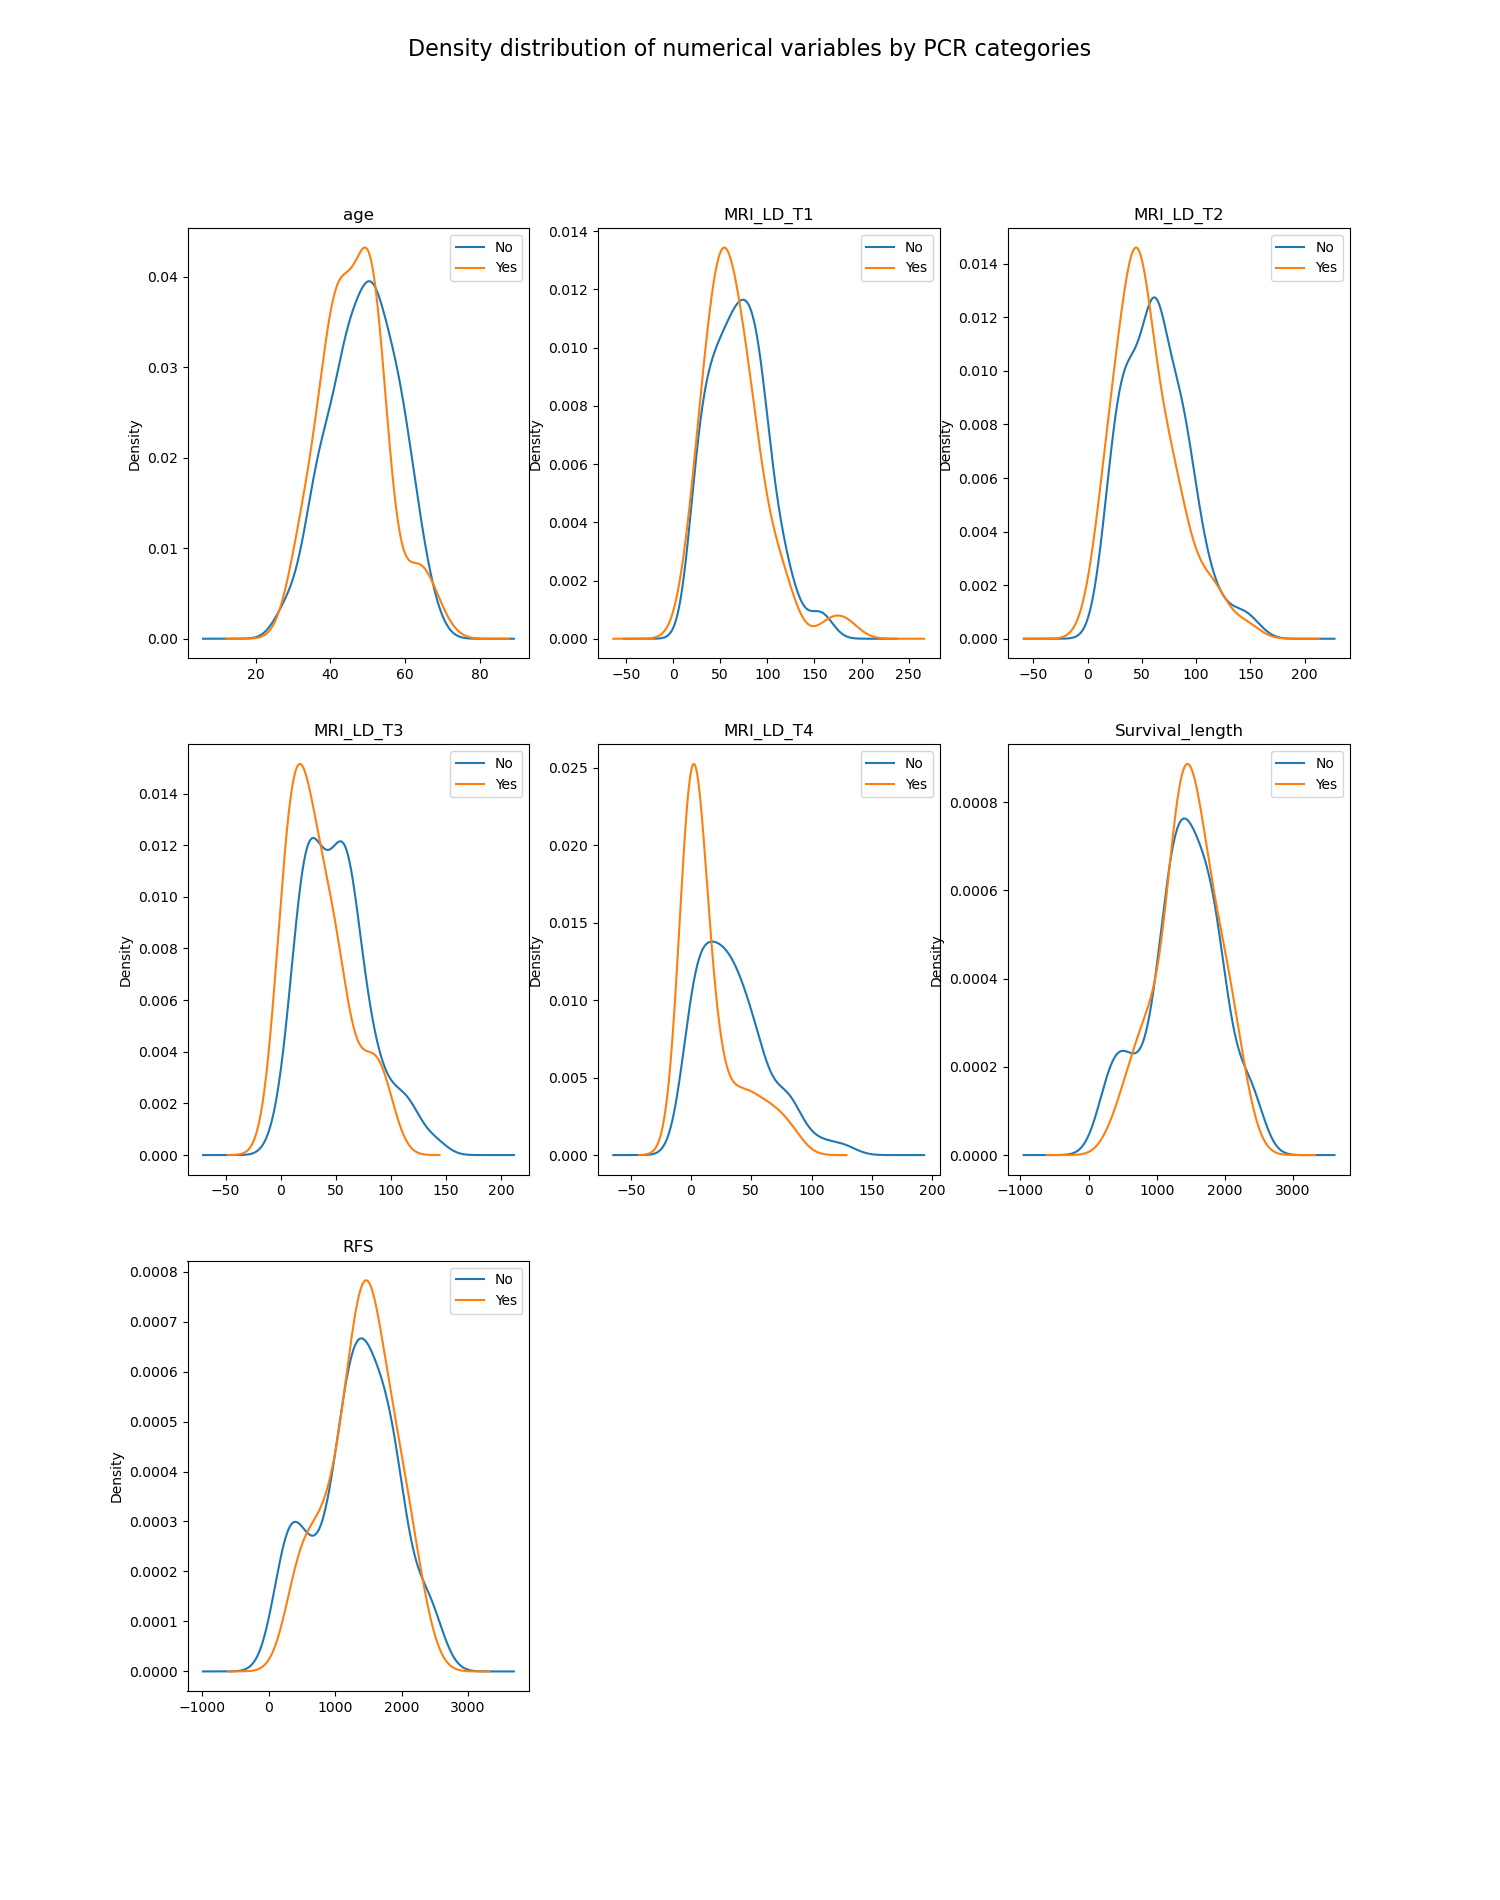 Density distribution of numerical variables by PCR categories
age
No
Yes
Density
0.04
0.03
0.02
0.01
0.00
20 40 60 80
MRI_LD_T1
No
Yes
Density
0.014
0.012
0.010
0.008
0.006
0.004
0.002
0.000
−50 0 50 100 150 200 250
MRI_LD_T2
No
Yes
Density
0.014
0.012
0.010
0.008
0.006
0.004
0.002
0.000
−50 0 50 100 150 200
MRI_LD_T3
No
Yes
Density
0.014
0.012
0.010
0.008
0.006
0.004
0.002
0.000
−50 0 50 100 150 200
MRI_LD_T4
No
Yes
Density
0.025
0.020
0.015
0.010
0.005
0.000
−50 0 50 100 150 200
Survival_length
No
Yes
Density
0.0008
0.0006
0.0004
0.0002
0.0000
−1000 0 1000 2000 3000
RFS
No
Yes
Density
0.0008
0.0007
0.0006
0.0005
0.0004
0.0003
0.0002
0.0001
0.0000
−1000 0 1000 2000 3000